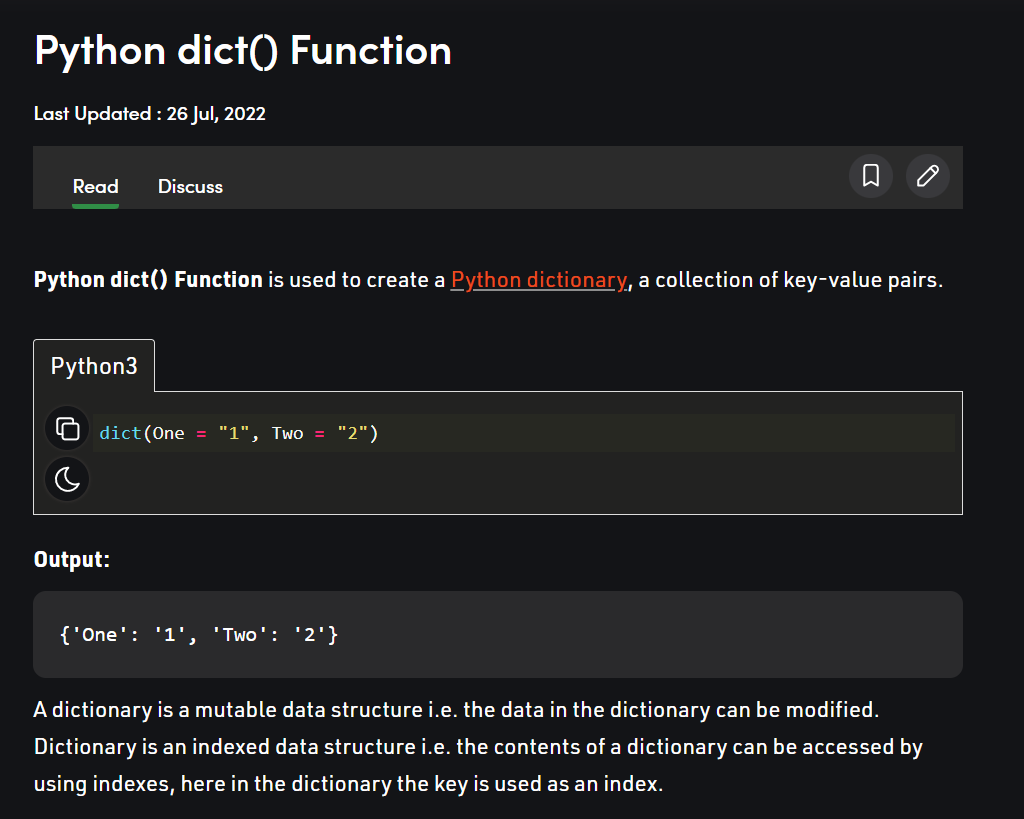 Python dict() Function
Last Updated : 26 Jul, 2022
Read Discuss
Python dict() Function is used to create a Python dictionary, a collection of key-value pairs.
Python3
dict(One = "1", Two = "2")
Output:
{'One': '1', 'Two': '2'}
A dictionary is a mutable data structure i.e. the data in the dictionary can be modified.
Dictionary is an indexed data structure i.e. the contents of a dictionary can be accessed by
using indexes, here in the dictionary the key is used as an index.